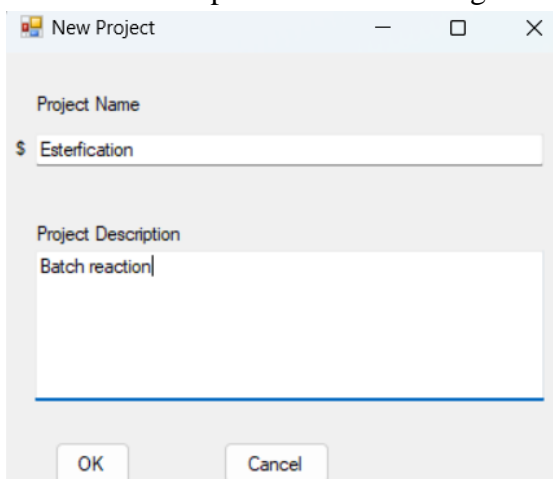 New Project
Project Name
$ Esterfication
Project Description
Batch reaction
OK Cancel